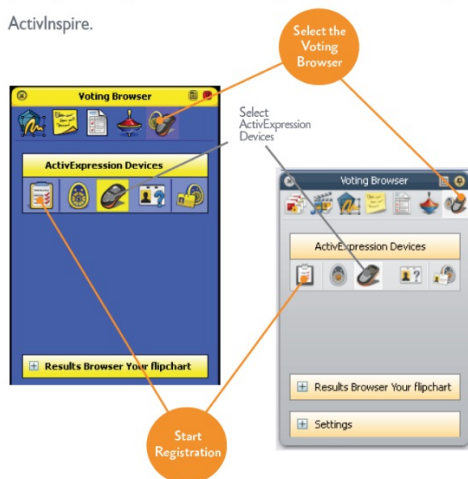 ActivInspire.
Select the
Voting
Browser
Voting Browser
Select
ActivExpression
Devices
ActivExpression Devices
Voting Browser
ActivExpression Devices
Results Browser Your flipchart
Results Browser Your flipchart
Settings
Start
Registration